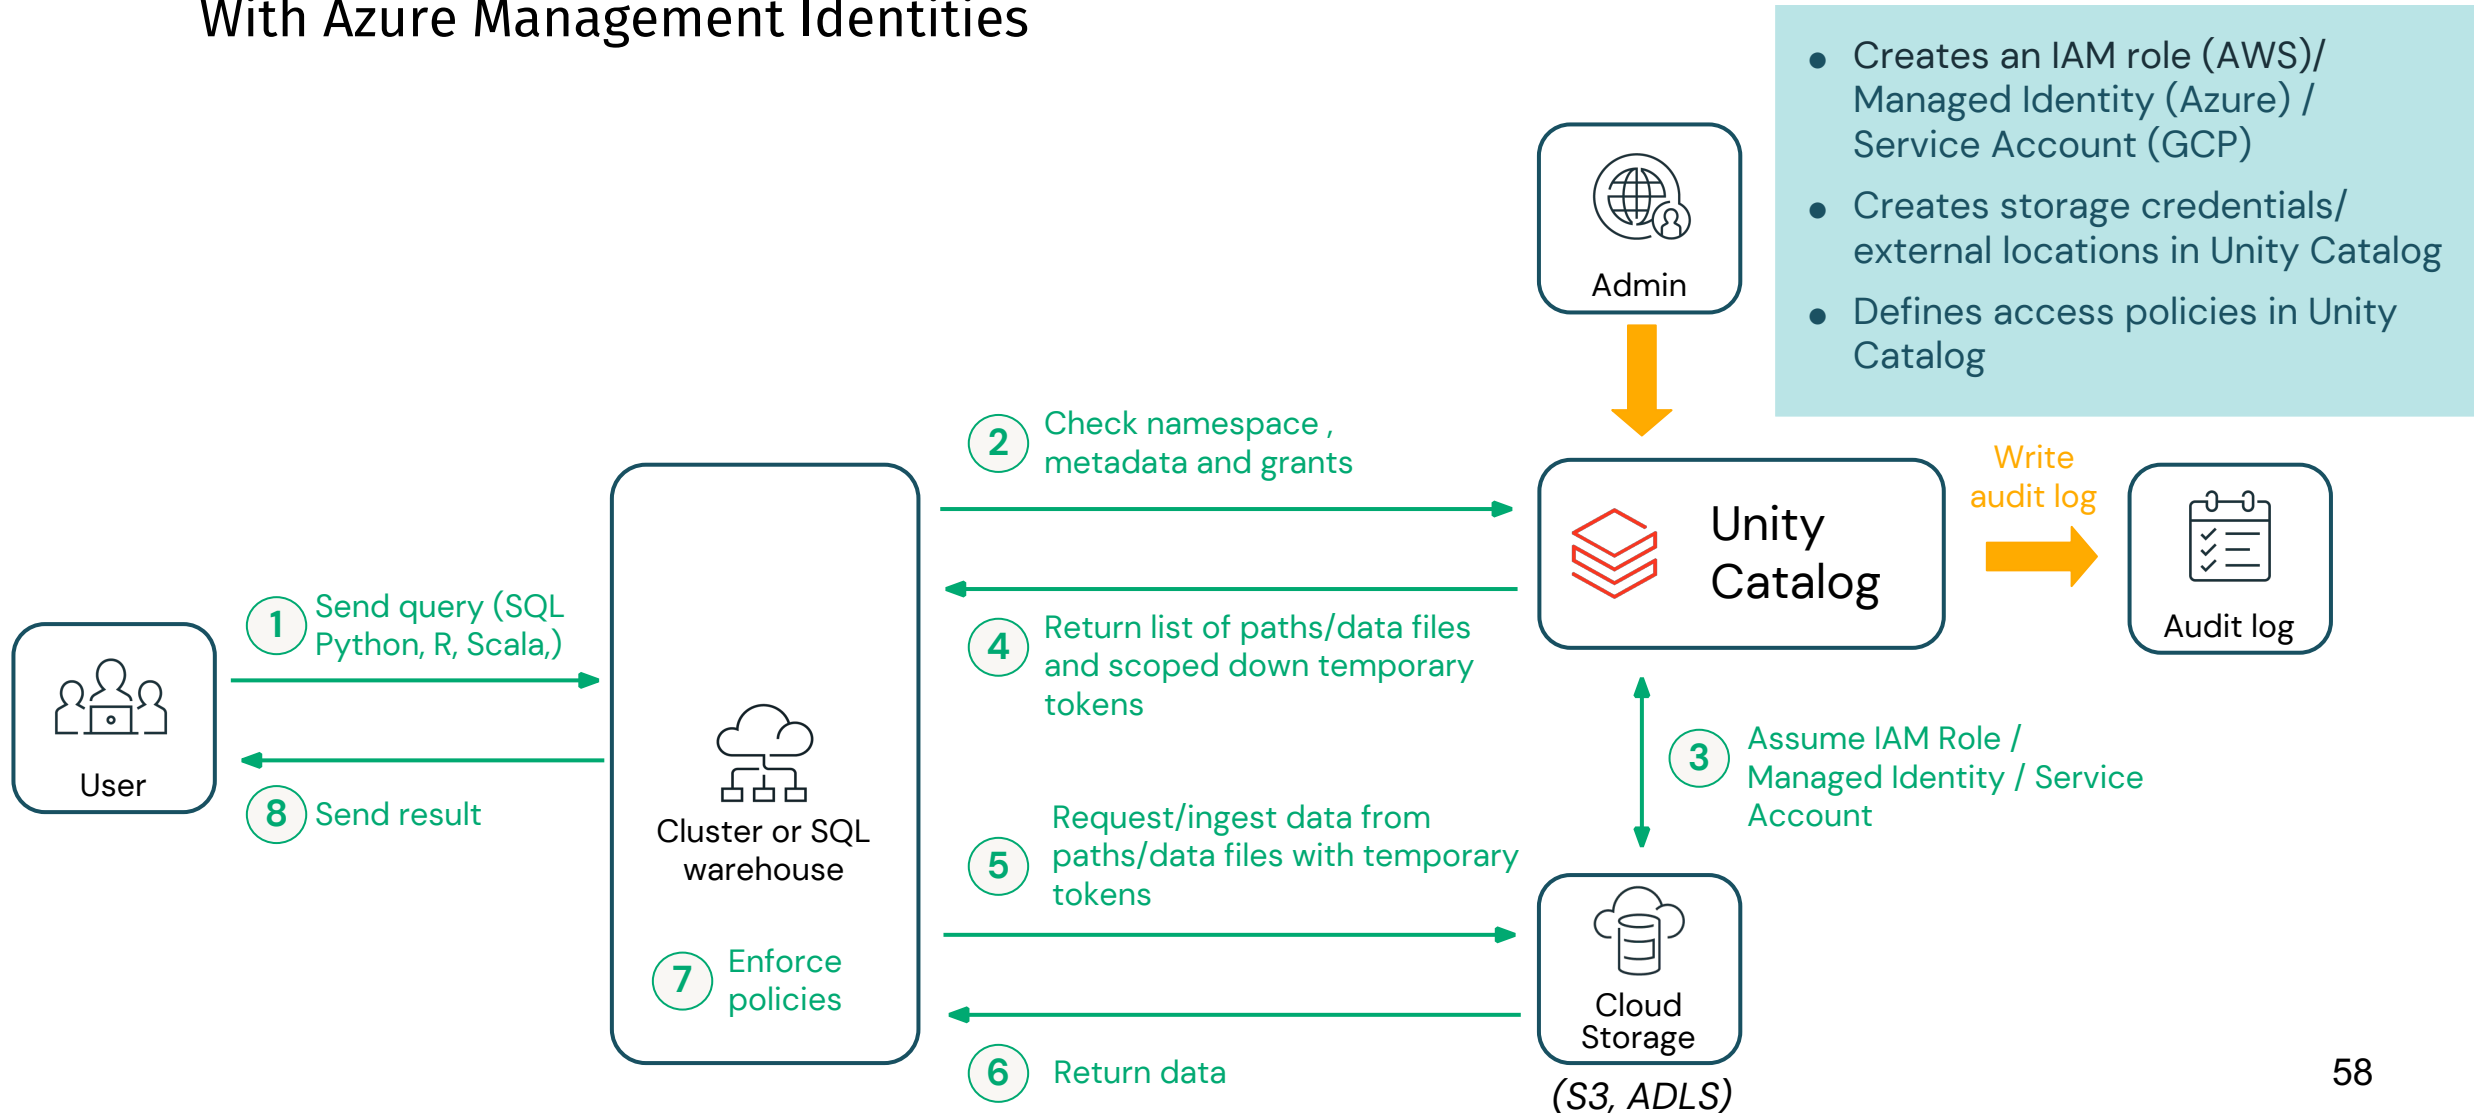 With Azure Management Identities
● Creates an IAM role (AWS)/
Managed Identity (Azure) /
Service Account (GCP)
● Creates storage credentials/
external locations in Unity Catalog
● Defines access policies in Unity
Catalog
Admin
2
Check namespace ,
metadata and grants
Write
audit log
Unity
Catalog
Audit log
1
Send query (SQL
Python, R, Scala,)
4
Return list of paths/data files
and scoped down temporary
tokens
User
3
Assume IAM Role /
Managed Identity / Service
Account
8
Send result
Cluster or SQL
warehouse
5
Request/ingest data from
paths/data files with temporary
tokens
7
Enforce
policies
Cloud
Storage
6
Return data
(S3, ADLS)
58